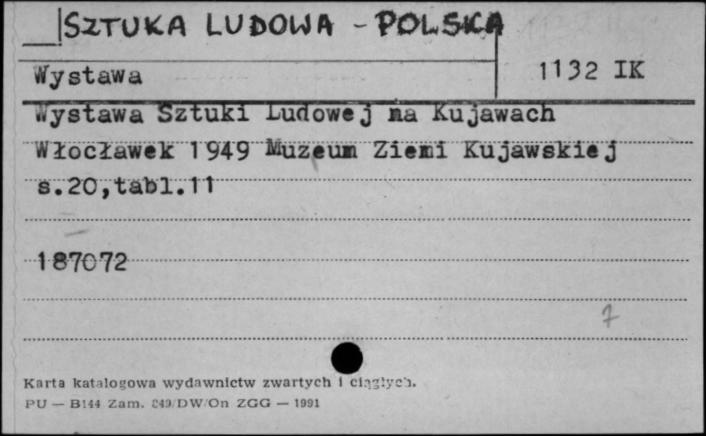 SZTUKA LUDOWA - POLSKA
Wystawa
1132 IK
Wystawa Sztuki Ludowej na Kujawach
Włocławek 1949 Muzeum Ziemi Kujawskiej
s.20,tabl.11
187072
7
Karta katalogowa wydawnictw zwartych i ciągłych.
PU — B144 Zam. 249/DW/On ZGG — 1991